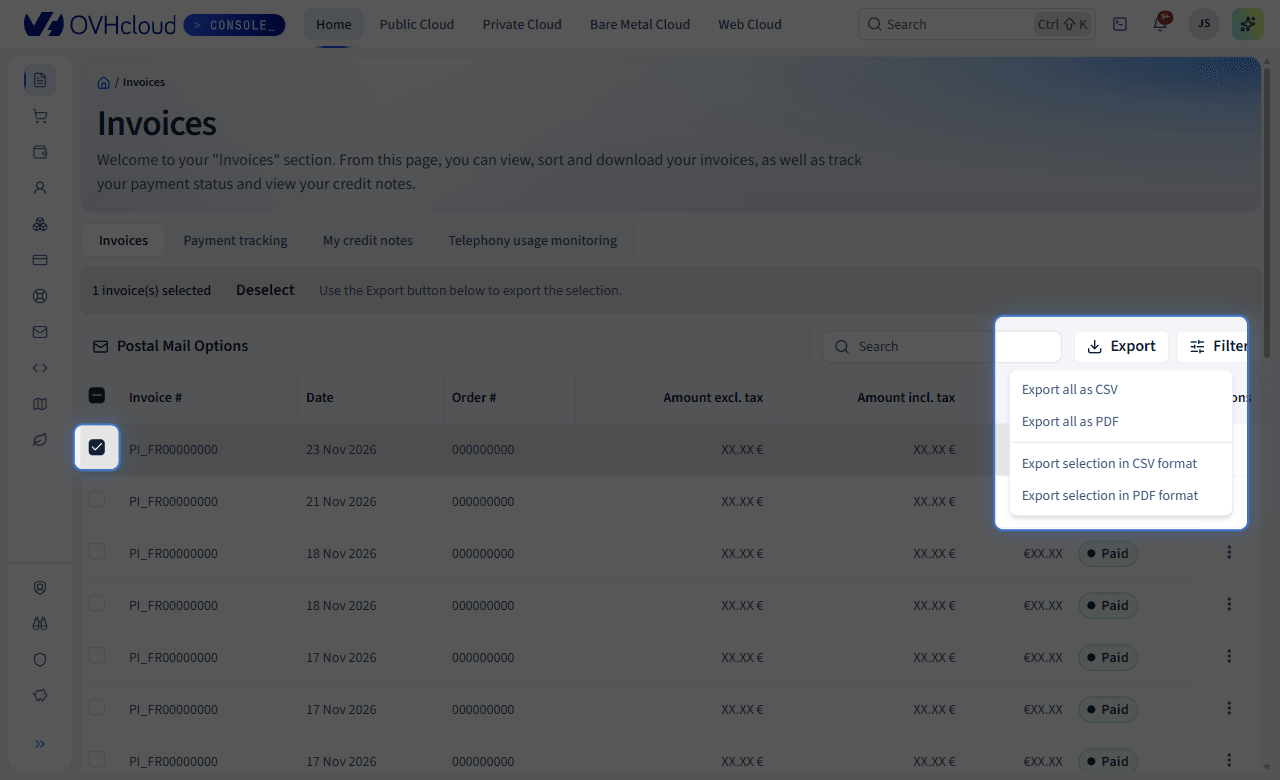 OVHcloud > CONSOLE_ Home Public Cloud Private Cloud Bare Metal Cloud Web Cloud Search Ctrl ⇧ K 9+ JS
/ Invoices
Invoices
Welcome to your "Invoices" section. From this page, you can view, sort and download your invoices, as well as track
your payment status and view your credit notes.
Invoices Payment tracking My credit notes Telephony usage monitoring
1 invoice(s) selected Deselect Use the Export button below to export the selection.
Postal Mail Options Search Export Filter
Export all as CSV
Export all as PDF
Export selection in CSV format
Export selection in PDF format
Invoice # Date Order # Amount excl. tax Amount incl. tax ons
PI_FR00000000 23 Nov 2026 000000000 XX.XX € XX.XX €
PI_FR00000000 21 Nov 2026 000000000 XX.XX € XX.XX €
PI_FR00000000 18 Nov 2026 000000000 XX.XX € XX.XX € €XX.XX Paid
PI_FR00000000 18 Nov 2026 000000000 XX.XX € XX.XX € €XX.XX Paid
PI_FR00000000 17 Nov 2026 000000000 XX.XX € XX.XX € €XX.XX Paid
PI_FR00000000 17 Nov 2026 000000000 XX.XX € XX.XX € €XX.XX Paid
PI_FR00000000 17 Nov 2026 000000000 XX.XX € XX.XX € €XX.XX Paid